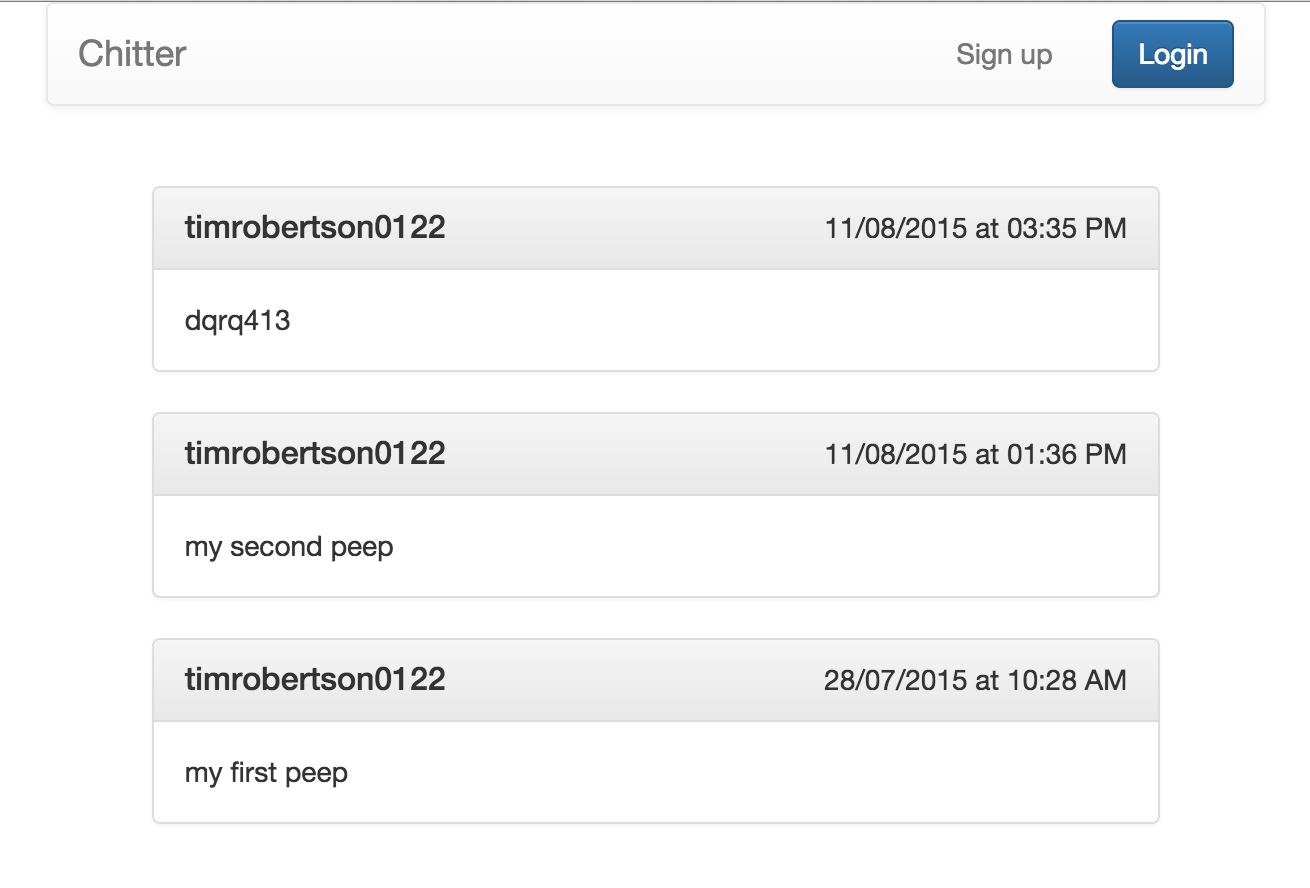 Chitter Sign up Login
timrobertson0122 11/08/2015 at 03:35 PM
dqrq413
timrobertson0122 11/08/2015 at 01:36 PM
my second peep
timrobertson0122 28/07/2015 at 10:28 AM
my first peep